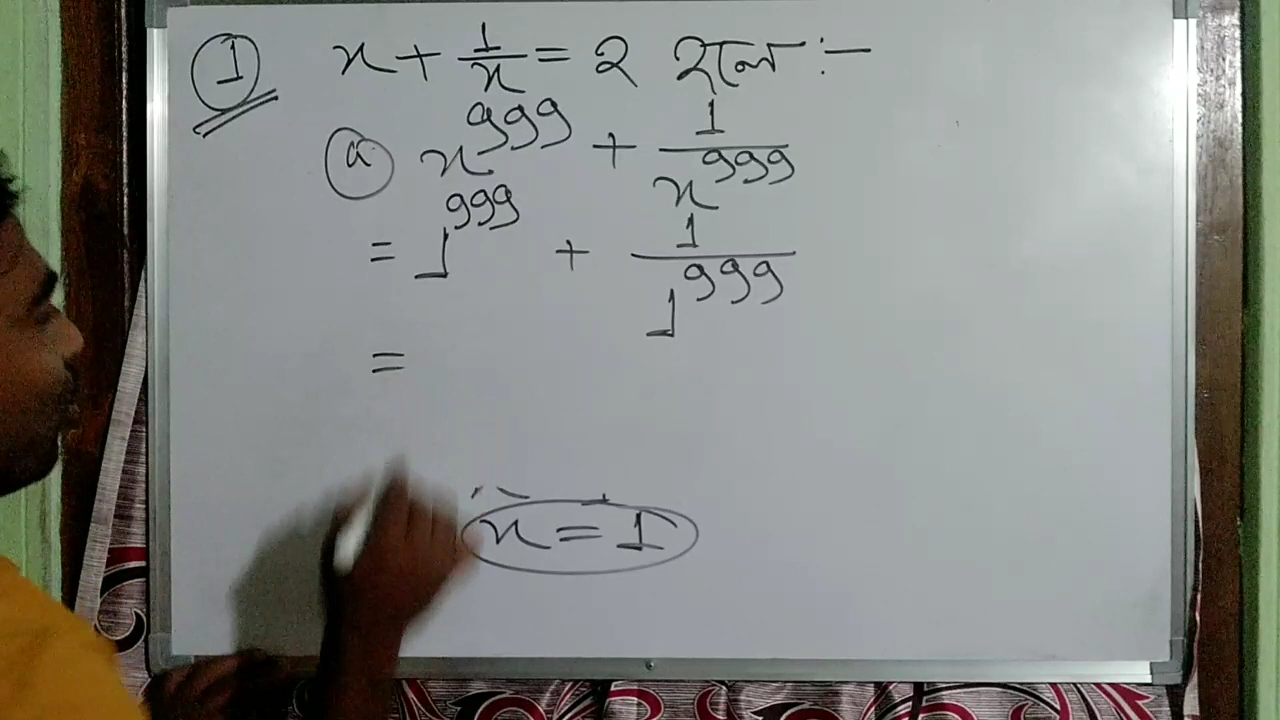 ① x + 1/x = 2 হলে :-
ⓐ x^999 + 1/x^999
= 1^999 + 1/1^999
=
x = 1